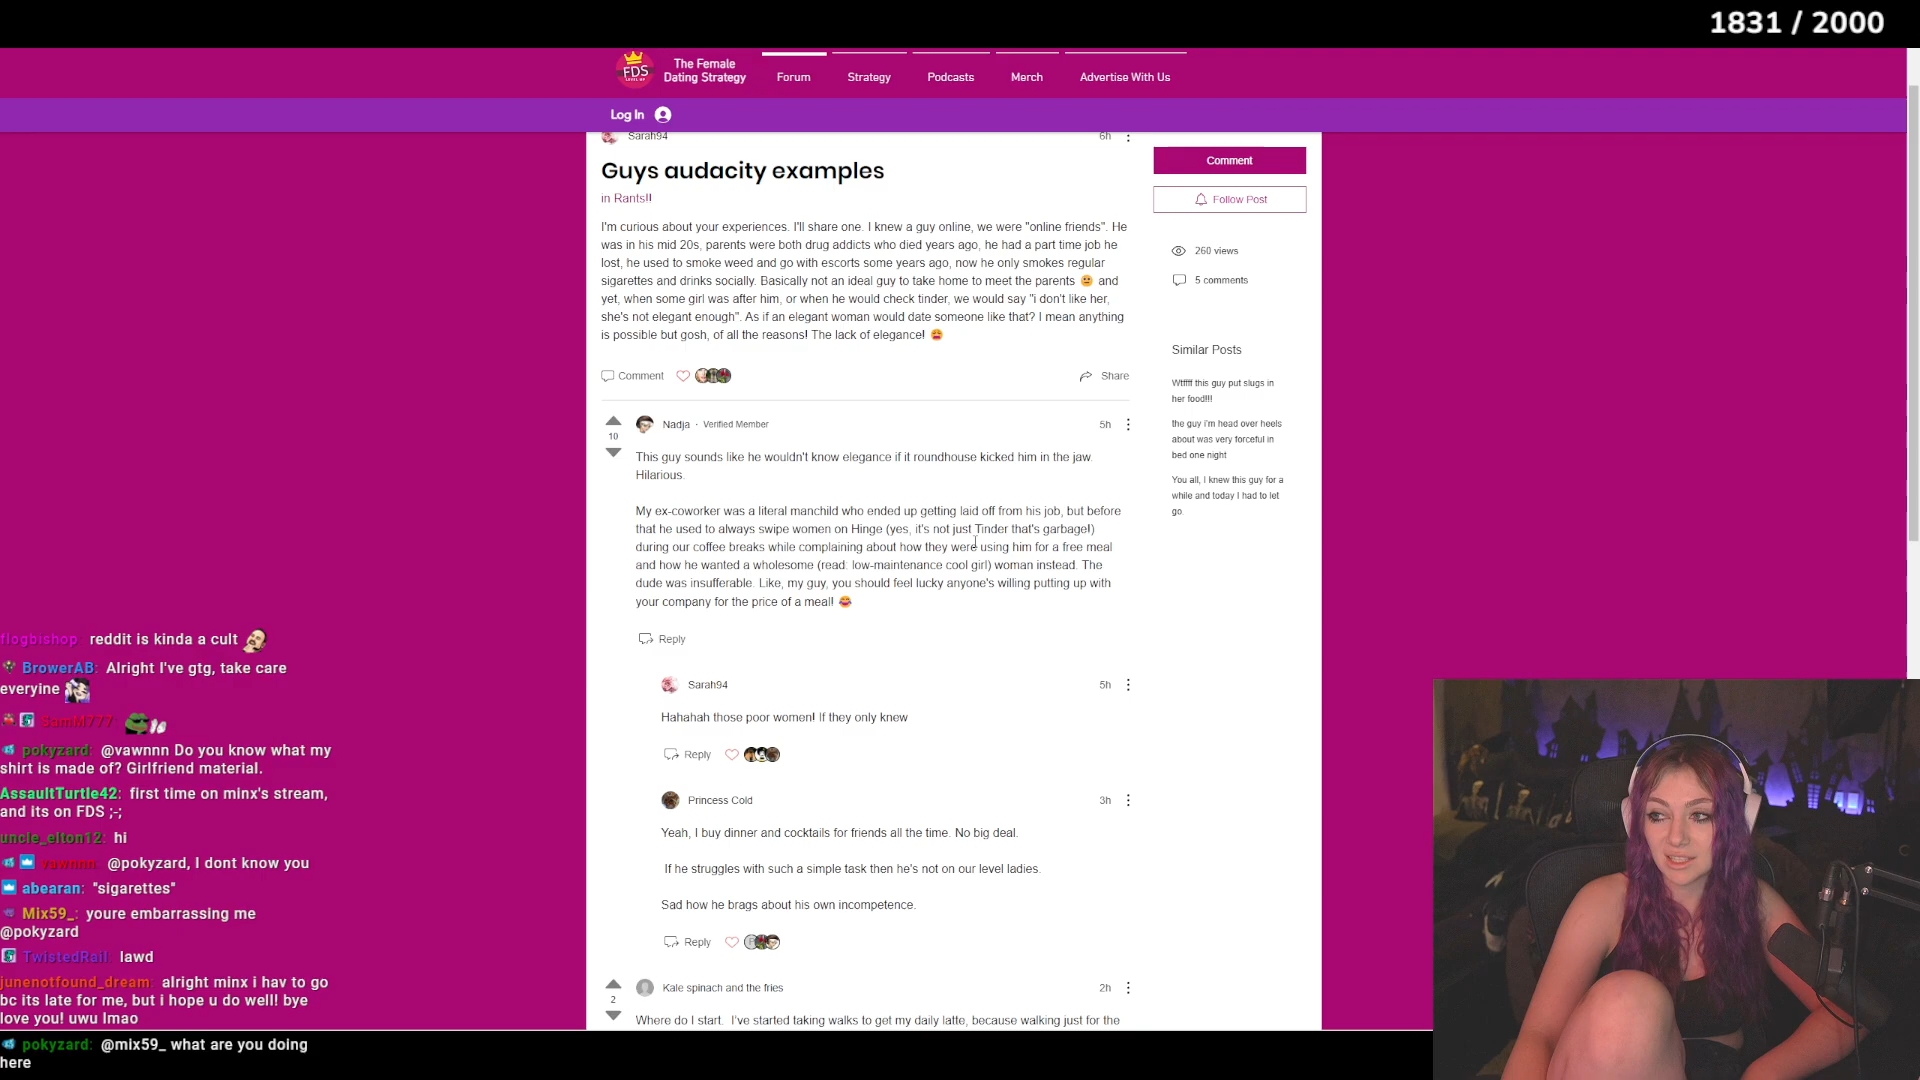 1831 / 2000
FDS
LEVEL UP
The Female
Dating Strategy
Forum
Strategy
Podcasts
Merch
Advertise With Us
Log In
Sarah94
6h
Guys audacity examples
in Rants!!
I'm curious about your experiences. I'll share one. I knew a guy online, we were "online friends". He
was in his mid 20s, parents were both drug addicts who died years ago, he had a part time job he
lost, he used to smoke weed and go with escorts some years ago, now he only smokes regular
sigarettes and drinks socially. Basically not an ideal guy to take home to meet the parents 😐 and
yet, when some girl was after him, or when he would check tinder, we would say "i don't like her,
she's not elegant enough". As if an elegant woman would date someone like that? I mean anything
is possible but gosh, of all the reasons! The lack of elegance! 😩
Comment
Share
Comment
Follow Post
260 views
5 comments
Similar Posts
Wtffff this guy put slugs in
her food!!!
the guy i'm head over heels
about was very forceful in
bed one night
You all, I knew this guy for a
while and today I had to let
go
10
Nadja · Verified Member
5h
This guy sounds like he wouldn't know elegance if it roundhouse kicked him in the jaw.
Hilarious.
My ex-coworker was a literal manchild who ended up getting laid off from his job, but before
that he used to always swipe women on Hinge (yes, it's not just Tinder that's garbage!)
during our coffee breaks while complaining about how they were using him for a free meal
and how he wanted a wholesome (read: low-maintenance cool girl) woman instead. The
dude was insufferable. Like, my guy, you should feel lucky anyone's willing putting up with
your company for the price of a meal! 😂
Reply
Sarah94
5h
Hahahah those poor women! If they only knew
Reply
Princess Cold
3h
Yeah, I buy dinner and cocktails for friends all the time. No big deal.
If he struggles with such a simple task then he's not on our level ladies.
Sad how he brags about his own incompetence.
Reply
2
Kale spinach and the fries
2h
Where do I start.  I've started taking walks to get my daily latte, because walking just for the
flogbishop: reddit is kinda a cult
BrowerAB: Alright I've gtg, take care
everyine
SamM777:
pokyzard: @vawnnn Do you know what my
shirt is made of? Girlfriend material.
AssaultTurtle42: first time on minx's stream,
and its on FDS ;-;
uncle_elton12: hi
vawnnn: @pokyzard, I dont know you
abearan: "sigarettes"
Mix59_: youre embarrassing me
@pokyzard
TwistedRail: lawd
junenotfound_dream: alright minx i hav to go
bc its late for me, but i hope u do well! bye
love you! uwu lmao
pokyzard: @mix59_ what are you doing
here